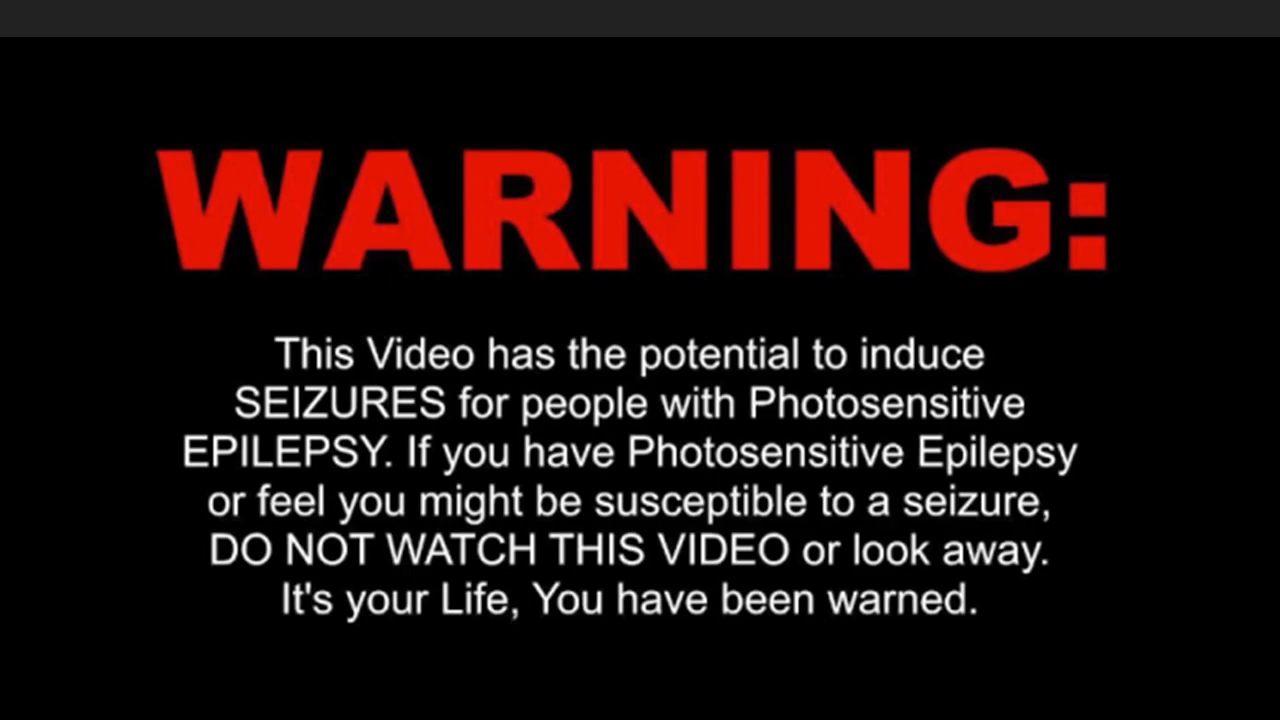 WARNING:
This Video has the potential to induce
SEIZURES for people with Photosensitive
EPILEPSY. If you have Photosensitive Epilepsy
or feel you might be susceptible to a seizure,
DO NOT WATCH THIS VIDEO or look away.
It's your Life, You have been warned.